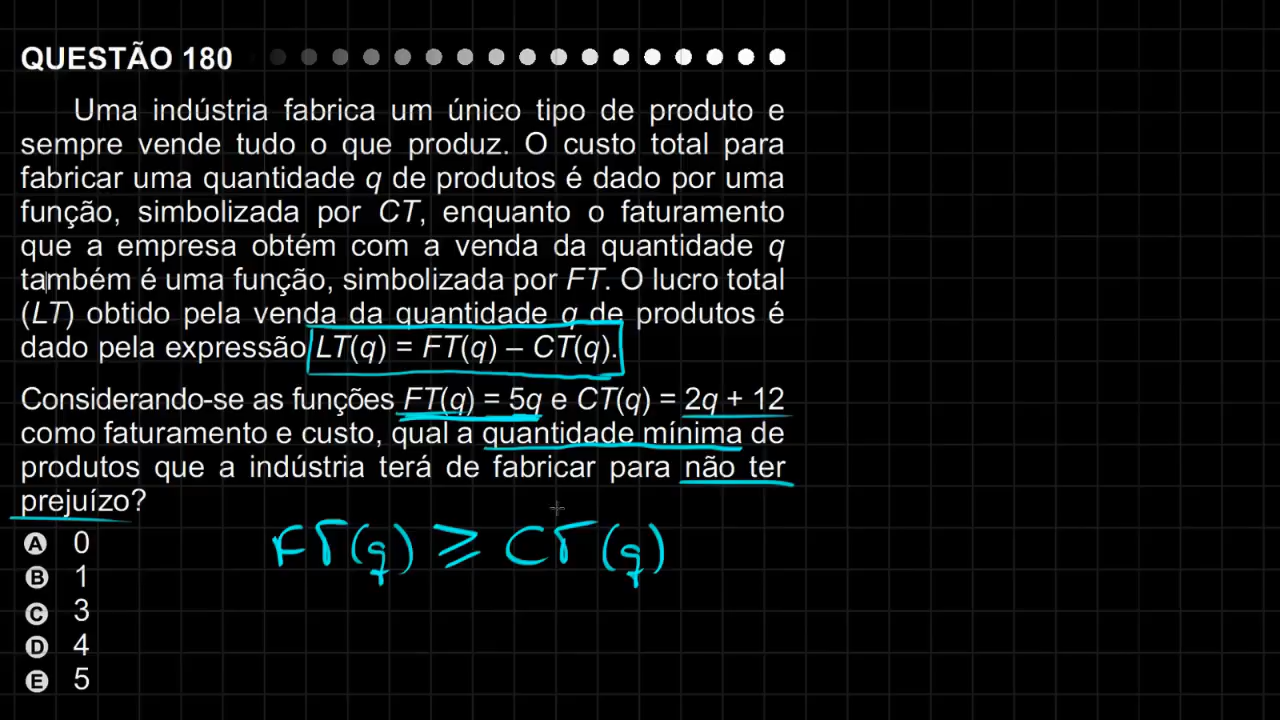 QUESTÃO 180
Uma indústria fabrica um único tipo de produto e
sempre vende tudo o que produz. O custo total para
fabricar uma quantidade q de produtos é dado por uma
função, simbolizada por CT, enquanto o faturamento
que a empresa obtém com a venda da quantidade q
também é uma função, simbolizada por FT. O lucro total
(LT) obtido pela venda da quantidade q de produtos é
dado pela expressão LT(q) = FT(q) – CT(q).
Considerando-se as funções FT(q) = 5q e CT(q) = 2q + 12
como faturamento e custo, qual a quantidade mínima de
produtos que a indústria terá de fabricar para não ter
prejuízo?
FT(q) ⩾ CT(q)
A 0
B 1
C 3
D 4
E 5